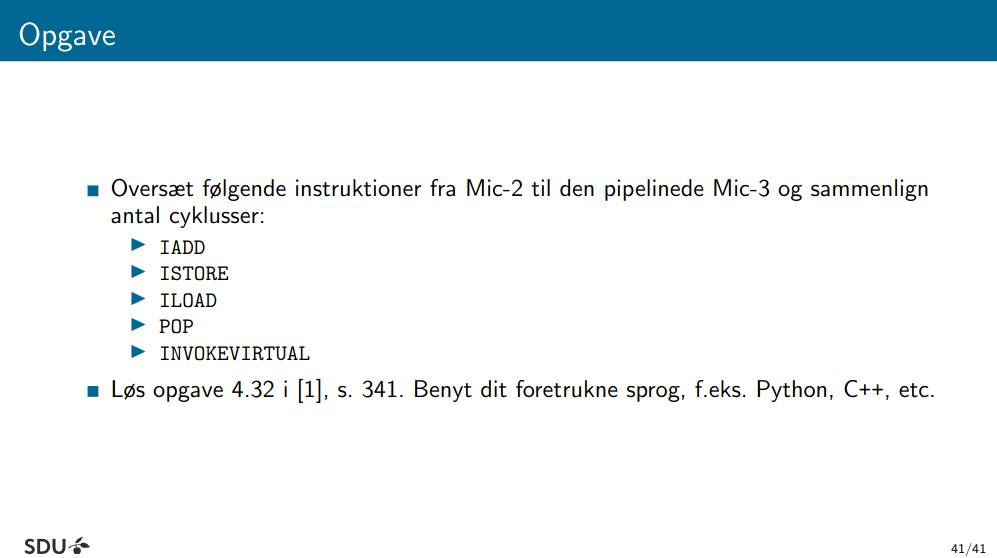 Opgave
Oversæt følgende instruktioner fra Mic-2 til den pipelinede Mic-3 og sammenlign
antal cyklusser:
IADD
ISTORE
ILOAD
POP
INVOKEVIRTUAL
Løs opgave 4.32 i [1], s. 341. Benyt dit foretrukne sprog, f.eks. Python, C++, etc.
SDU
41/41